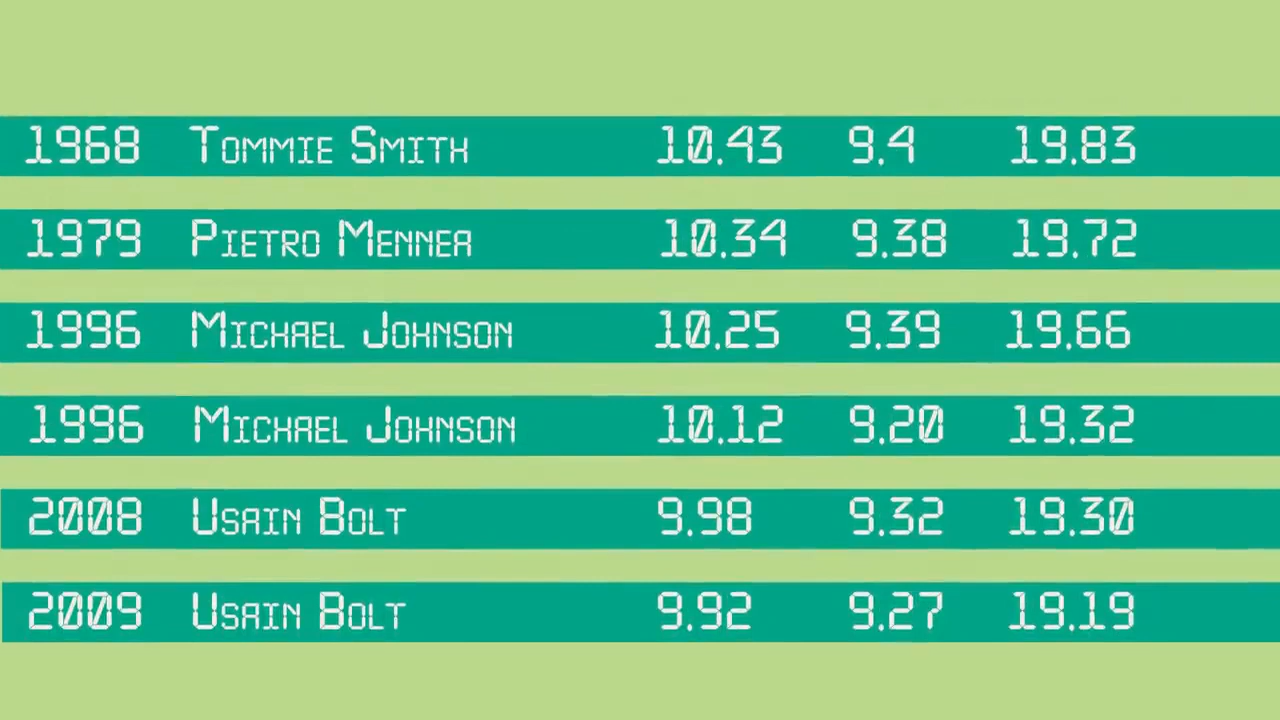 1968 Tommie Smith 10.43 9.4 19.83
1979 Pietro Mennea 10.34 9.38 19.72
1996 Michael Johnson 10.25 9.39 19.66
1996 Michael Johnson 10.12 9.20 19.32
2008 Usain Bolt 9.98 9.32 19.30
2009 Usain Bolt 9.92 9.27 19.19